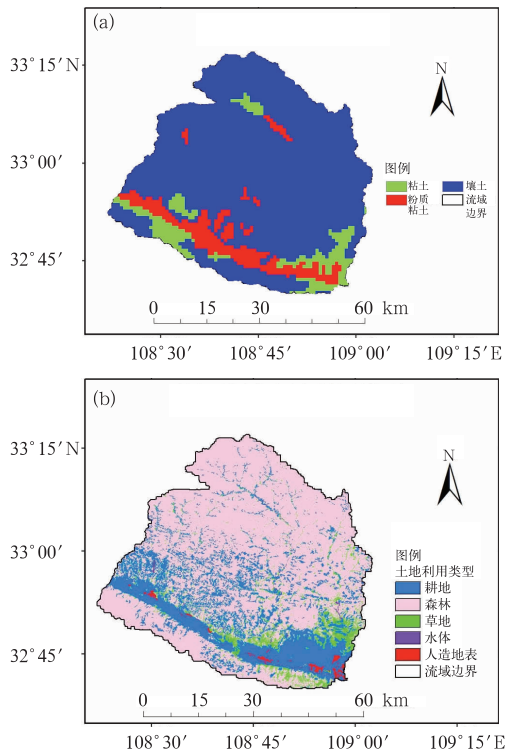 (a)
33°15′N
33°00′
32°45′
N
图例
粘土
壤土
粉质
粘土
流域
边界
0 15 30 60 km
108°30′ 108°45′ 109°00′ 109°15′E
(b)
33°15′N
33°00′
32°45′
N
图例
土地利用类型
耕地
森林
草地
水体
人造地表
流域边界
0 15 30 60 km
108°30′ 108°45′ 109°00′ 109°15′E